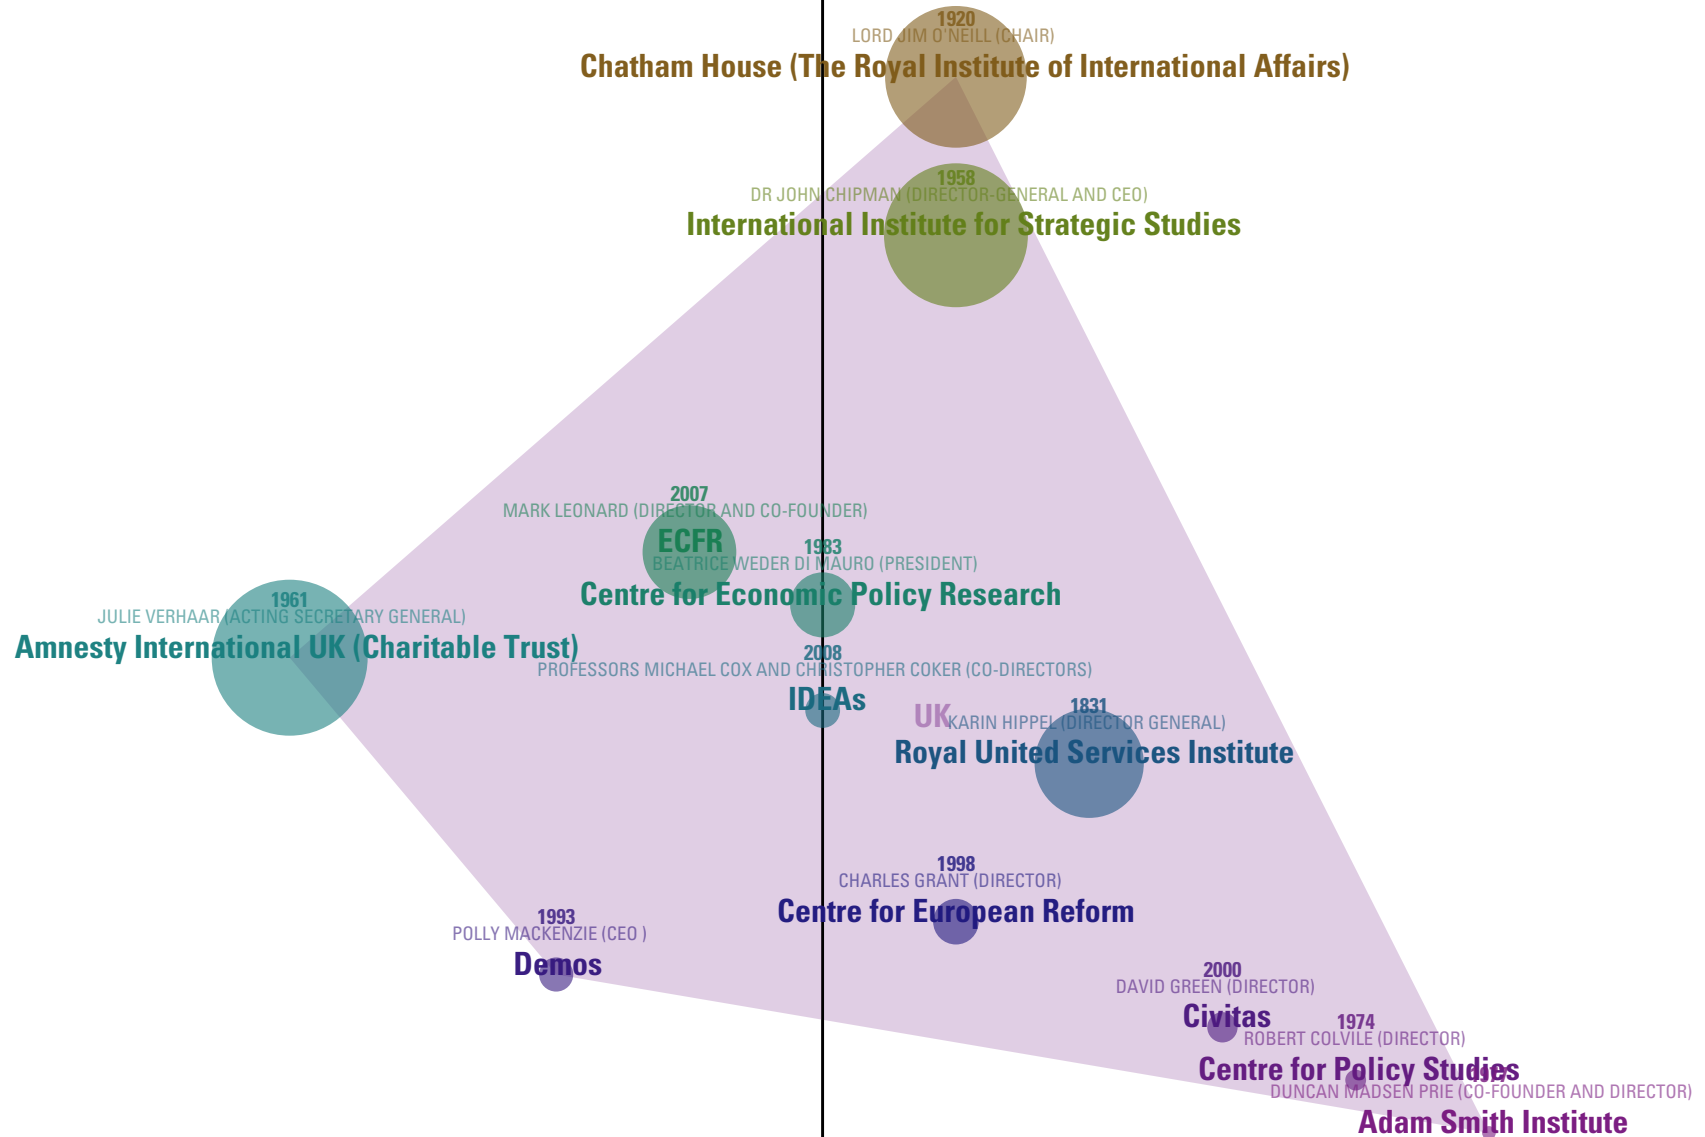 1920
LORD JIM O'NEILL (CHAIR)
Chatham House (The Royal Institute of International Affairs)
1958
DR JOHN CHIPMAN (DIRECTOR-GENERAL AND CEO)
International Institute for Strategic Studies
2007
MARK LEONARD (DIRECTOR AND CO-FOUNDER)
ECFR
1983
BEATRICE WEDER DI MAURO (PRESIDENT)
Centre for Economic Policy Research
1961
JULIE VERHAAR (ACTING SECRETARY GENERAL)
Amnesty International UK (Charitable Trust)
2008
PROFESSORS MICHAEL COX AND CHRISTOPHER COKER (CO-DIRECTORS)
IDEAs
UK
1831
KARIN HIPPEL (DIRECTOR GENERAL)
Royal United Services Institute
1998
CHARLES GRANT (DIRECTOR)
Centre for European Reform
1993
POLLY MACKENZIE (CEO )
Demos
2000
DAVID GREEN (DIRECTOR)
Civitas
1974
ROBERT COLVILE (DIRECTOR)
Centre for Policy Studies
1977
DUNCAN MADSEN PRIE (CO-FOUNDER AND DIRECTOR)
Adam Smith Institute